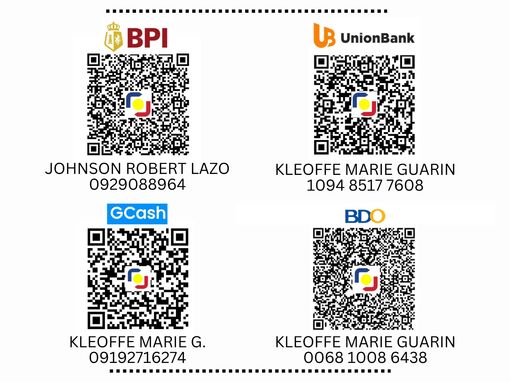 BPI
UnionBank
JOHNSON ROBERT LAZO
0929088964
KLEOFFE MARIE GUARIN
1094 8517 7608
GCash
BDO
KLEOFFE MARIE G.
09192716274
KLEOFFE MARIE GUARIN
0068 1008 6438